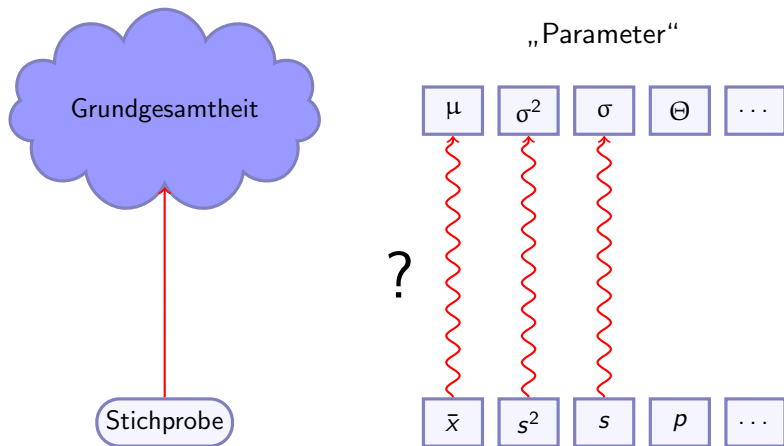 „Parameter“
Grundgesamtheit
μ σ² σ Θ ···
?
Stichprobe
x̄ s² s p ···